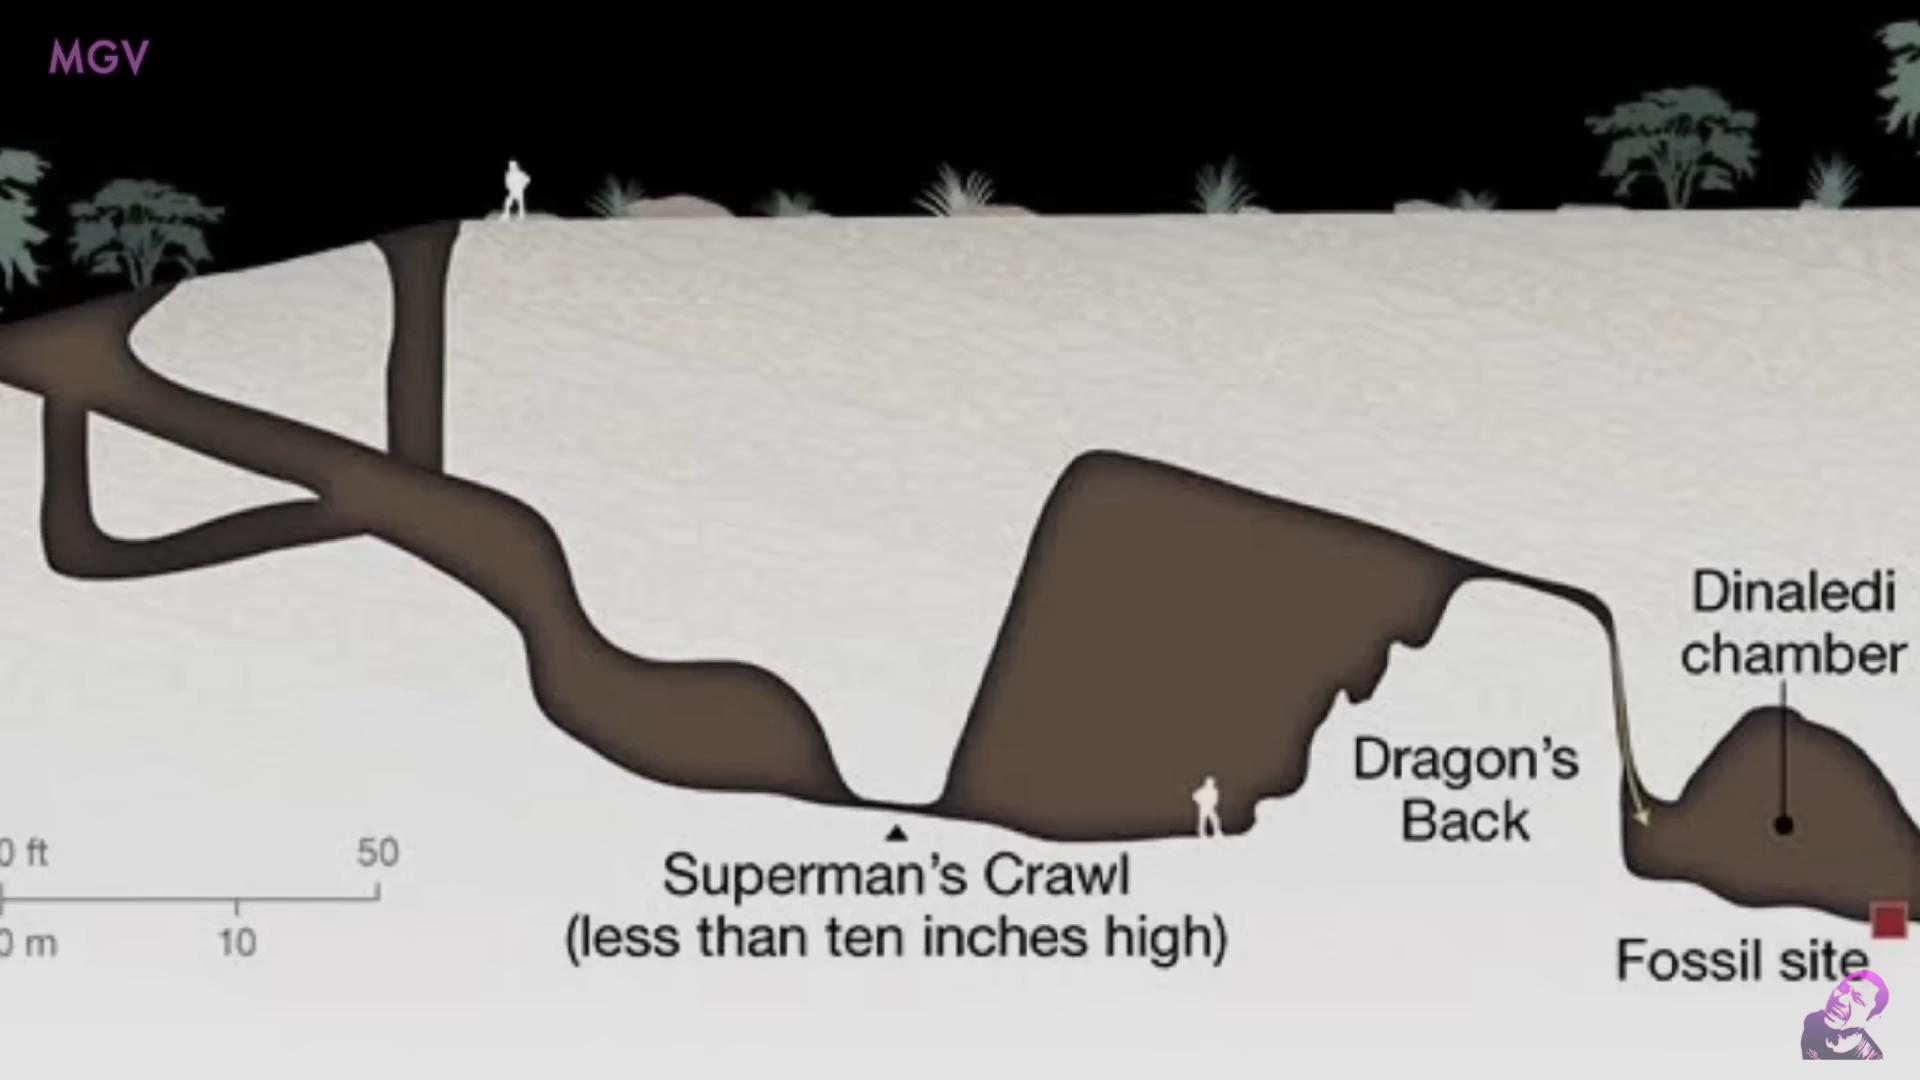 MGV
Dinaledi
chamber
Dragon's
Back
0 ft 50
0 m 10
Superman's Crawl
(less than ten inches high)
Fossil site